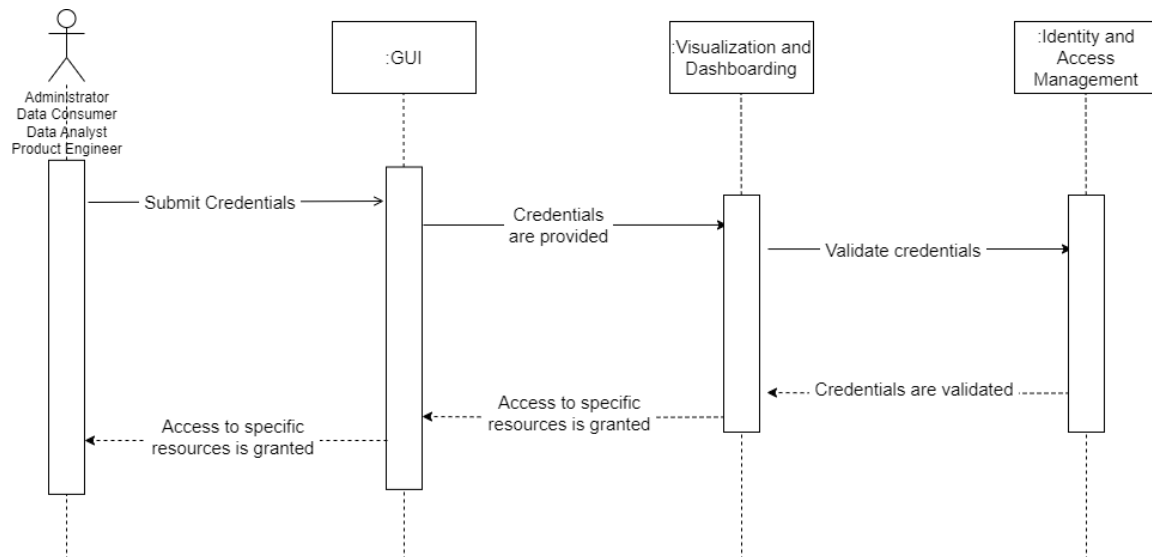 Administrator
Data Consumer
Data Analyst
Product Engineer
:GUI
:Visualization and
Dashboarding
:Identity and
Access
Management
Submit Credentials
Credentials
are provided
Validate credentials
Credentials are validated
Access to specific
resources is granted
Access to specific
resources is granted